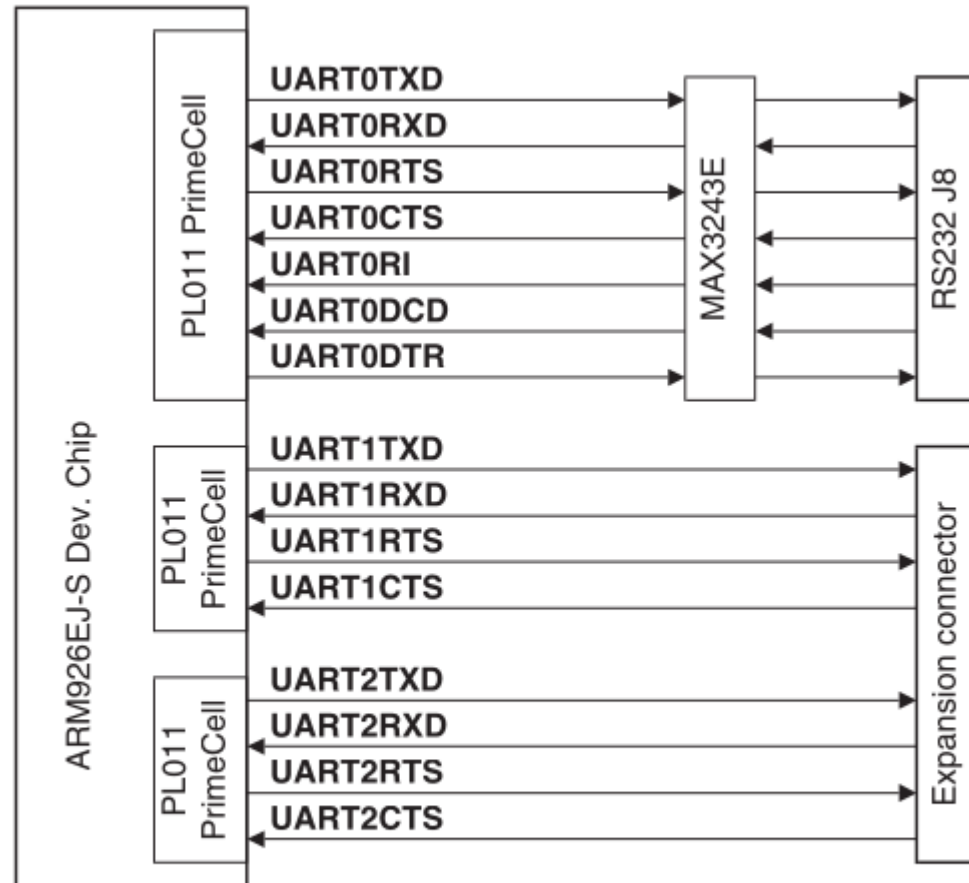 ARM926EJ-S Dev. Chip
PL011 PrimeCell
UART0TXD
UART0RXD
UART0RTS
UART0CTS
UART0RI
UART0DCD
UART0DTR
MAX3243E
RS232 J8
PL011
PrimeCell
UART1TXD
UART1RXD
UART1RTS
UART1CTS
PL011
PrimeCell
UART2TXD
UART2RXD
UART2RTS
UART2CTS
Expansion connector